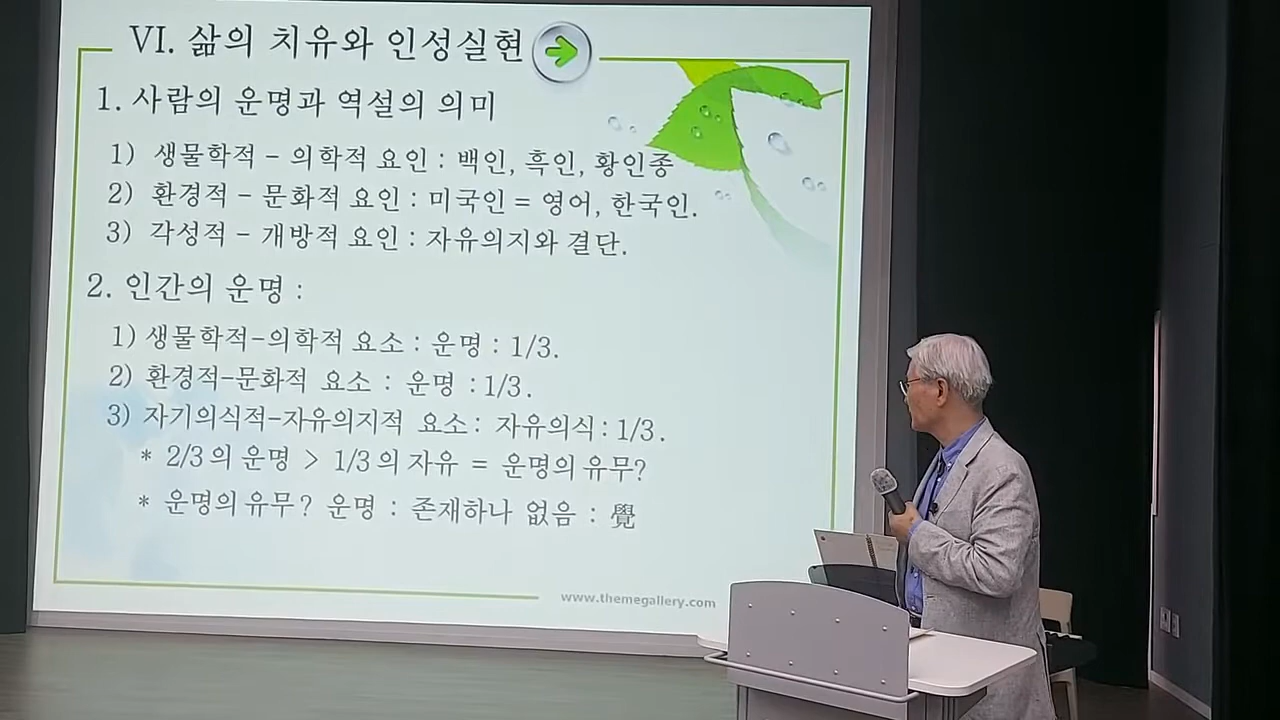 VI. 삶의 치유와 인성실현
1. 사람의 운명과 역설의 의미
1) 생물학적 - 의학적 요인 : 백인, 흑인, 황인종
2) 환경적 - 문화적 요인 : 미국인 = 영어, 한국인.
3) 각성적 - 개방적 요인 : 자유의지와 결단.
2. 인간의 운명 :
1) 생물학적-의학적 요소 : 운명 : 1/3.
2) 환경적-문화적 요소 : 운명 : 1/3.
3) 자기의식적-자유의지적 요소 : 자유의식 : 1/3.
* 2/3의 운명 > 1/3의 자유 = 운명의 유무?
* 운명의 유무? 운명 : 존재하나 없음 : 覺
www.themegallery.com